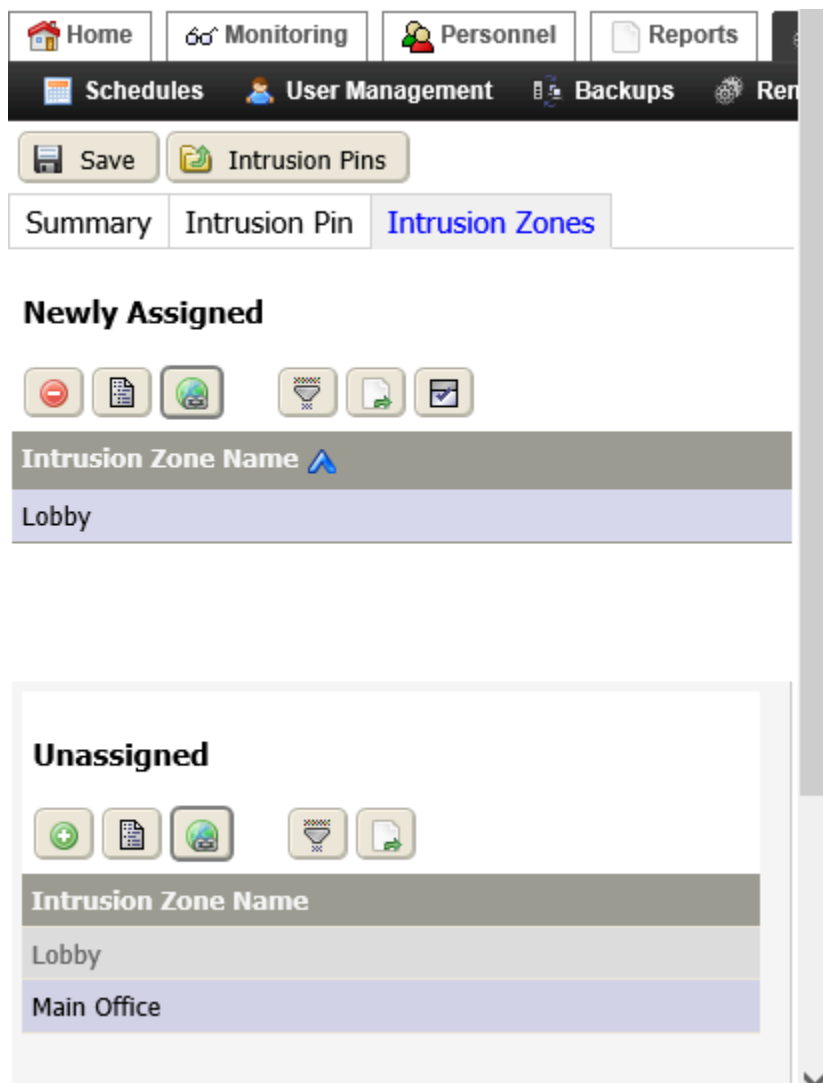 Home Monitoring Personnel Reports
Schedules User Management Backups
Save Intrusion Pins
Summary Intrusion Pin Intrusion Zones
Newly Assigned
Intrusion Zone Name
Lobby
Unassigned
Intrusion Zone Name
Lobby
Main Office